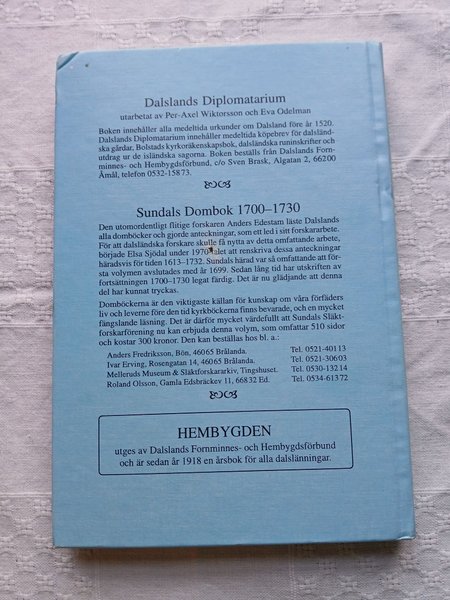 Dalslands Diplomatarium
utarbetat av Per-Axel Wiktorsson och Eva Odelman
Boken innehåller alla medeltida urkunder om Dalsland före år 1520.
Dalslands Diplomatarium innehåller medeltida köpebrev för dalsländ-
ska gårdar, Bolstads kyrkoräkenskapsbok, dalsländska runinskrifter och
utdrag ur de isländska sagorna. Boken beställs från Dalslands Forn-
minnes- och Hembygdsförbund, c/o Sven Brask, Algatan 2, 66200
Åmål, telefon 0532-15873.
Sundals Dombok 1700–1730
Den utomordentligt flitige forskaren Anders Edestam läste Dalslands
alla domböcker och gjorde anteckningar, som ett led i sitt forskararbete.
För att dalsländska forskare skulle få nytta av detta omfattande arbete,
började Elsa Sjödal under 1970-talet att renskriva dessa anteckningar
häradsvis för tiden 1613–1732. Sundals härad var så omfattande att för-
sta volymen avslutades med år 1699. Sedan lång tid har utskriften av
fortsättningen 1700–1730 legat färdig. Det är nu glädjande att denna
del har kunnat tryckas.
Domböckerna är den viktigaste källan för kunskap om våra förfäders
liv och leverne före den tid kyrkböckerna finns bevarade, och en mycket
fängslande läsning. Det är därför mycket värdefullt att Sundals Släkt-
forskarförening nu kan erbjuda denna volym, som omfattar 510 sidor
och kostar 300 kronor. Den kan beställas hos bl. a.:
Anders Fredriksson, Bön, 46065 Brålanda. Tel. 0521-40113
Ivar Erving, Rosengatan 14, 46065 Brålanda. Tel. 0521-30603
Melleruds Museum & Släktforskararkiv, Tingshuset. Tel. 0530-13214
Roland Olsson, Gamla Edsbräckev 11, 66832 Ed. Tel. 0534-61372
HEMBYGDEN
utges av Dalslands Fornminnes- och Hembygdsförbund
och är sedan år 1918 en årsbok för alla dalslänningar.